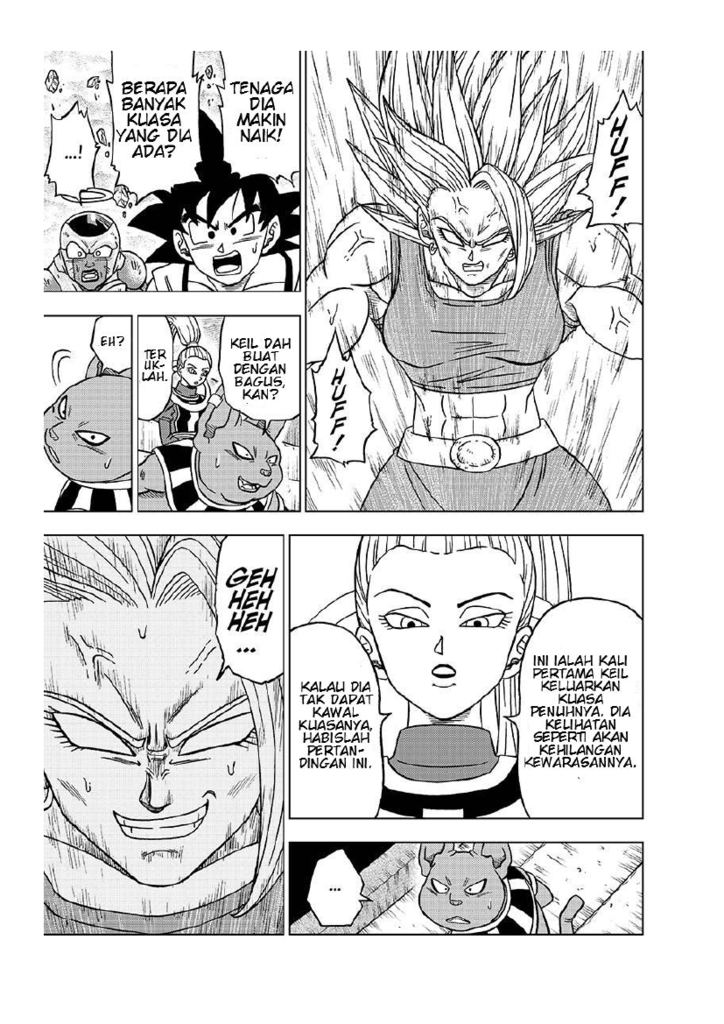 HUFF!
HUFF!
TENAGA
DIA
MAKIN
NAIK!
BERAPA
BANYAK
KUASA
YANG DIA
ADA?
...!
KEIL DAH
BUAT
DENGAN
BAGUS,
KAN?
TER
UK-
LAH.
EH?
INI IALAH KALI
PERTAMA KEIL
KELUARKAN
KUASA
PENUHNYA. DIA
KELIHATAN
SEPERTI AKAN
KEHILANGAN
KEWARASANNYA.
KALAU DIA
TAK DAPAT
KAWAL
KUASANYA,
HABISLAH
PERTAN-
DINGAN INI.
GEH
HEH
HEH
...
...